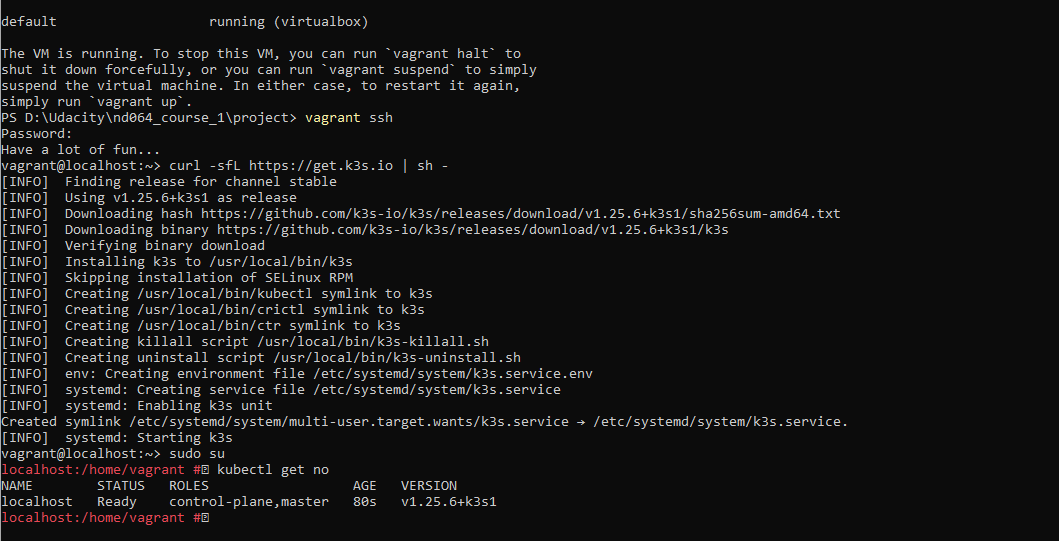 default                   running (virtualbox)

The VM is running. To stop this VM, you can run `vagrant halt` to
shut it down forcefully, or you can run `vagrant suspend` to simply
suspend the virtual machine. In either case, to restart it again,
simply run `vagrant up`.
PS D:\Udacity\nd064_course_1\project> vagrant ssh
Password:
Have a lot of fun...
vagrant@localhost:~> curl -sfL https://get.k3s.io | sh -
[INFO]  Finding release for channel stable
[INFO]  Using v1.25.6+k3s1 as release
[INFO]  Downloading hash https://github.com/k3s-io/k3s/releases/download/v1.25.6+k3s1/sha256sum-amd64.txt
[INFO]  Downloading binary https://github.com/k3s-io/k3s/releases/download/v1.25.6+k3s1/k3s
[INFO]  Verifying binary download
[INFO]  Installing k3s to /usr/local/bin/k3s
[INFO]  Skipping installation of SELinux RPM
[INFO]  Creating /usr/local/bin/kubectl symlink to k3s
[INFO]  Creating /usr/local/bin/crictl symlink to k3s
[INFO]  Creating /usr/local/bin/ctr symlink to k3s
[INFO]  Creating killall script /usr/local/bin/k3s-killall.sh
[INFO]  Creating uninstall script /usr/local/bin/k3s-uninstall.sh
[INFO]  env: Creating environment file /etc/systemd/system/k3s.service.env
[INFO]  systemd: Creating service file /etc/systemd/system/k3s.service
[INFO]  systemd: Enabling k3s unit
Created symlink /etc/systemd/system/multi-user.target.wants/k3s.service → /etc/systemd/system/k3s.service.
[INFO]  systemd: Starting k3s
vagrant@localhost:~> sudo su
localhost:/home/vagrant # kubectl get no
NAME        STATUS   ROLES                  AGE   VERSION
localhost   Ready    control-plane,master   80s   v1.25.6+k3s1
localhost:/home/vagrant #